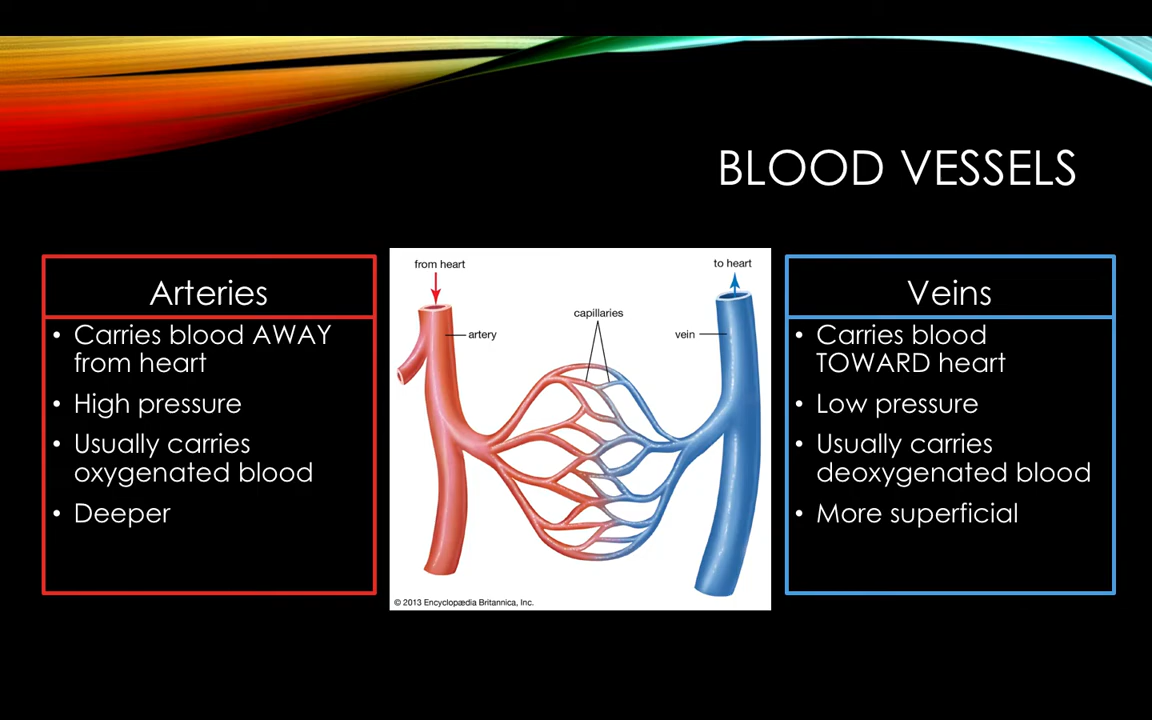 BLOOD VESSELS
Arteries
• Carries blood AWAY
from heart
• High pressure
• Usually carries
oxygenated blood
• Deeper
from heart
to heart
capillaries
artery
vein
© 2013 Encyclopædia Britannica, Inc.
Veins
• Carries blood
TOWARD heart
• Low pressure
• Usually carries
deoxygenated blood
• More superficial